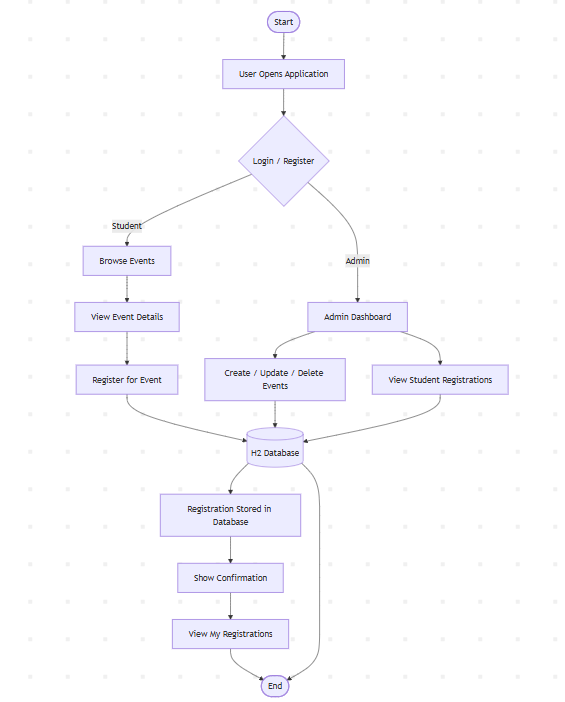 Start
User Opens Application
Login / Register
Student
Admin
Browse Events
View Event Details
Admin Dashboard
Register for Event
Create / Update / Delete
Events
View Student Registrations
H2 Database
Registration Stored in
Database
Show Confirmation
View My Registrations
End